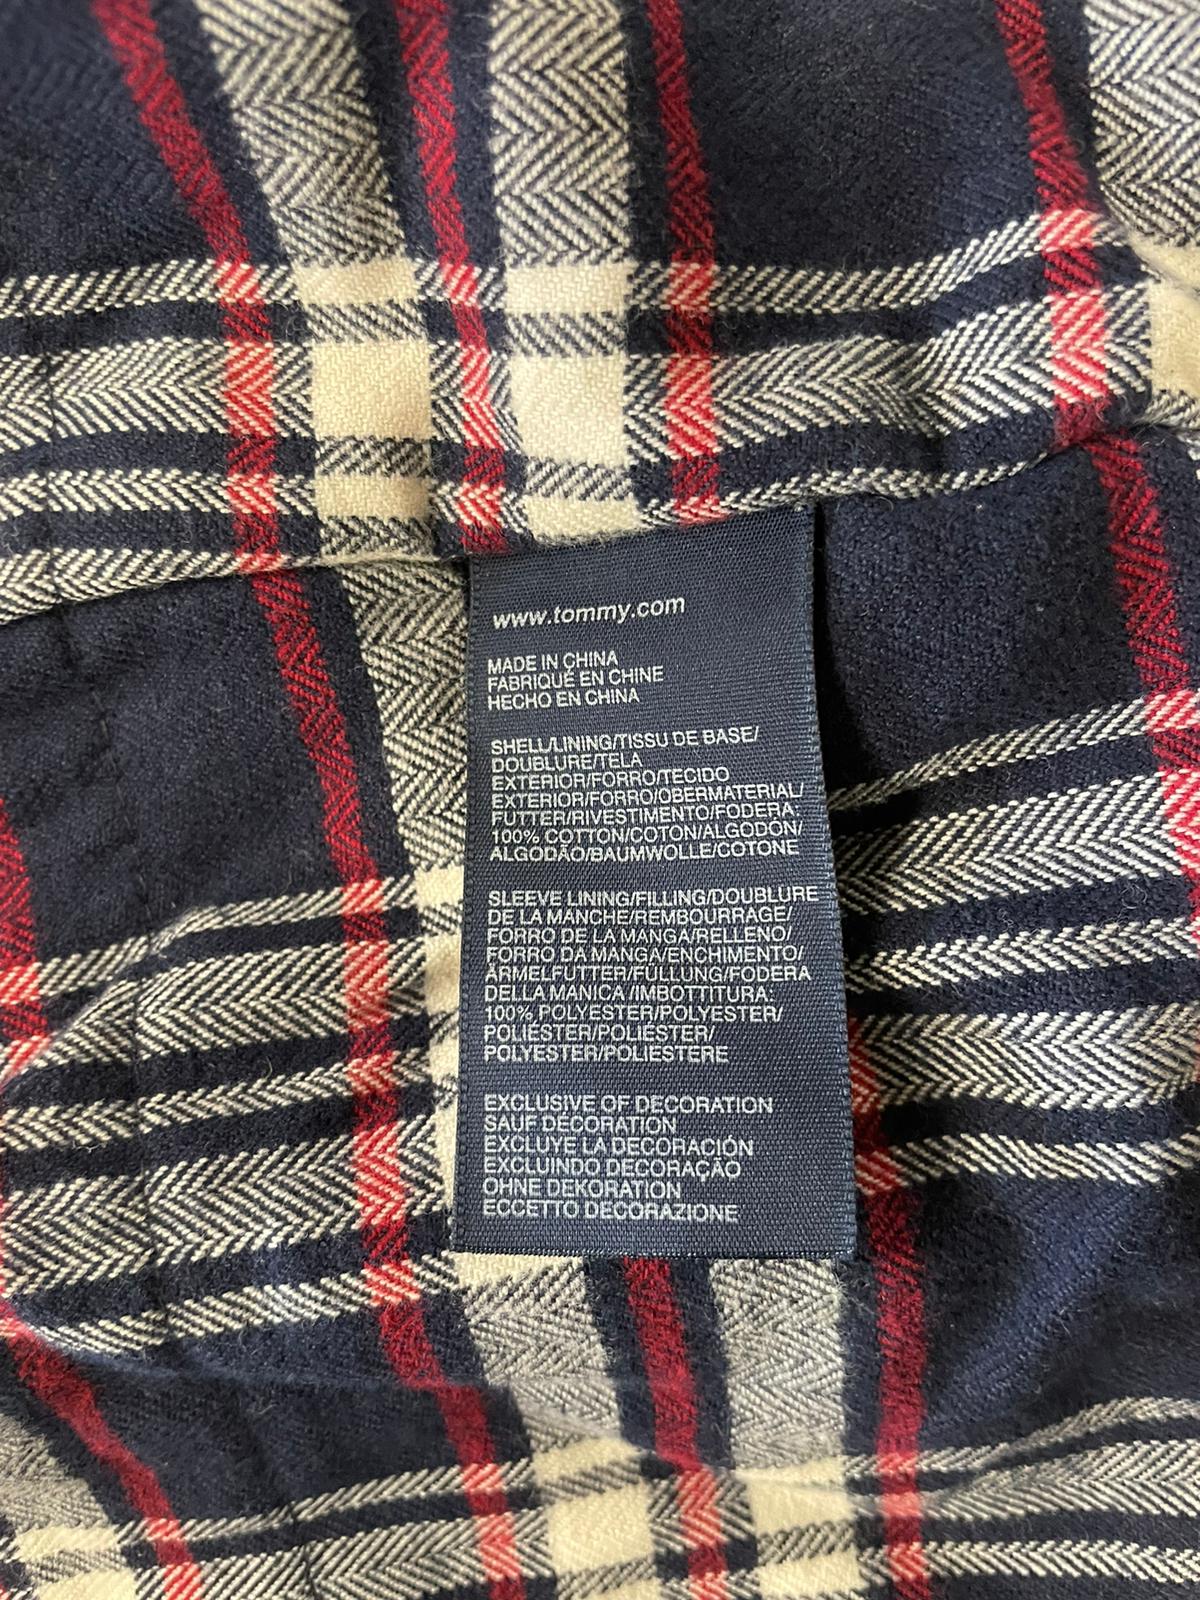 www.tommy.com
MADE IN CHINA
FABRIQUÉ EN CHINE
HECHO EN CHINA
SHELL/LINING/TISSU DE BASE/
DOUBLURE/TELA
EXTERIOR/FORRO/TECIDO
EXTERIOR/FORRO/OBERMATERIAL/
FUTTER/RIVESTIMENTO/FODERA:
100% COTTON/COTON/ALGODÓN/
ALGODÃO/BAUMWOLLE/COTONE
SLEEVE LINING/FILLING/DOUBLURE
DE LA MANCHE/REMBOURRAGE/
FORRO DE LA MANGA/RELLENO/
FORRO DA MANGA/ENCHIMENTO/
ÄRMELFUTTER/FÜLLUNG/FODERA
DELLA MANICA /IMBOTTITURA:
100% POLYESTER/POLYESTER/
POLIÉSTER/POLIÉSTER/
POLYESTER/POLIESTERE
EXCLUSIVE OF DECORATION
SAUF DÉCORATION
EXCLUYE LA DECORACIÓN
EXCLUINDO DECORAÇÃO
OHNE DEKORATION
ECCETTO DECORAZIONE